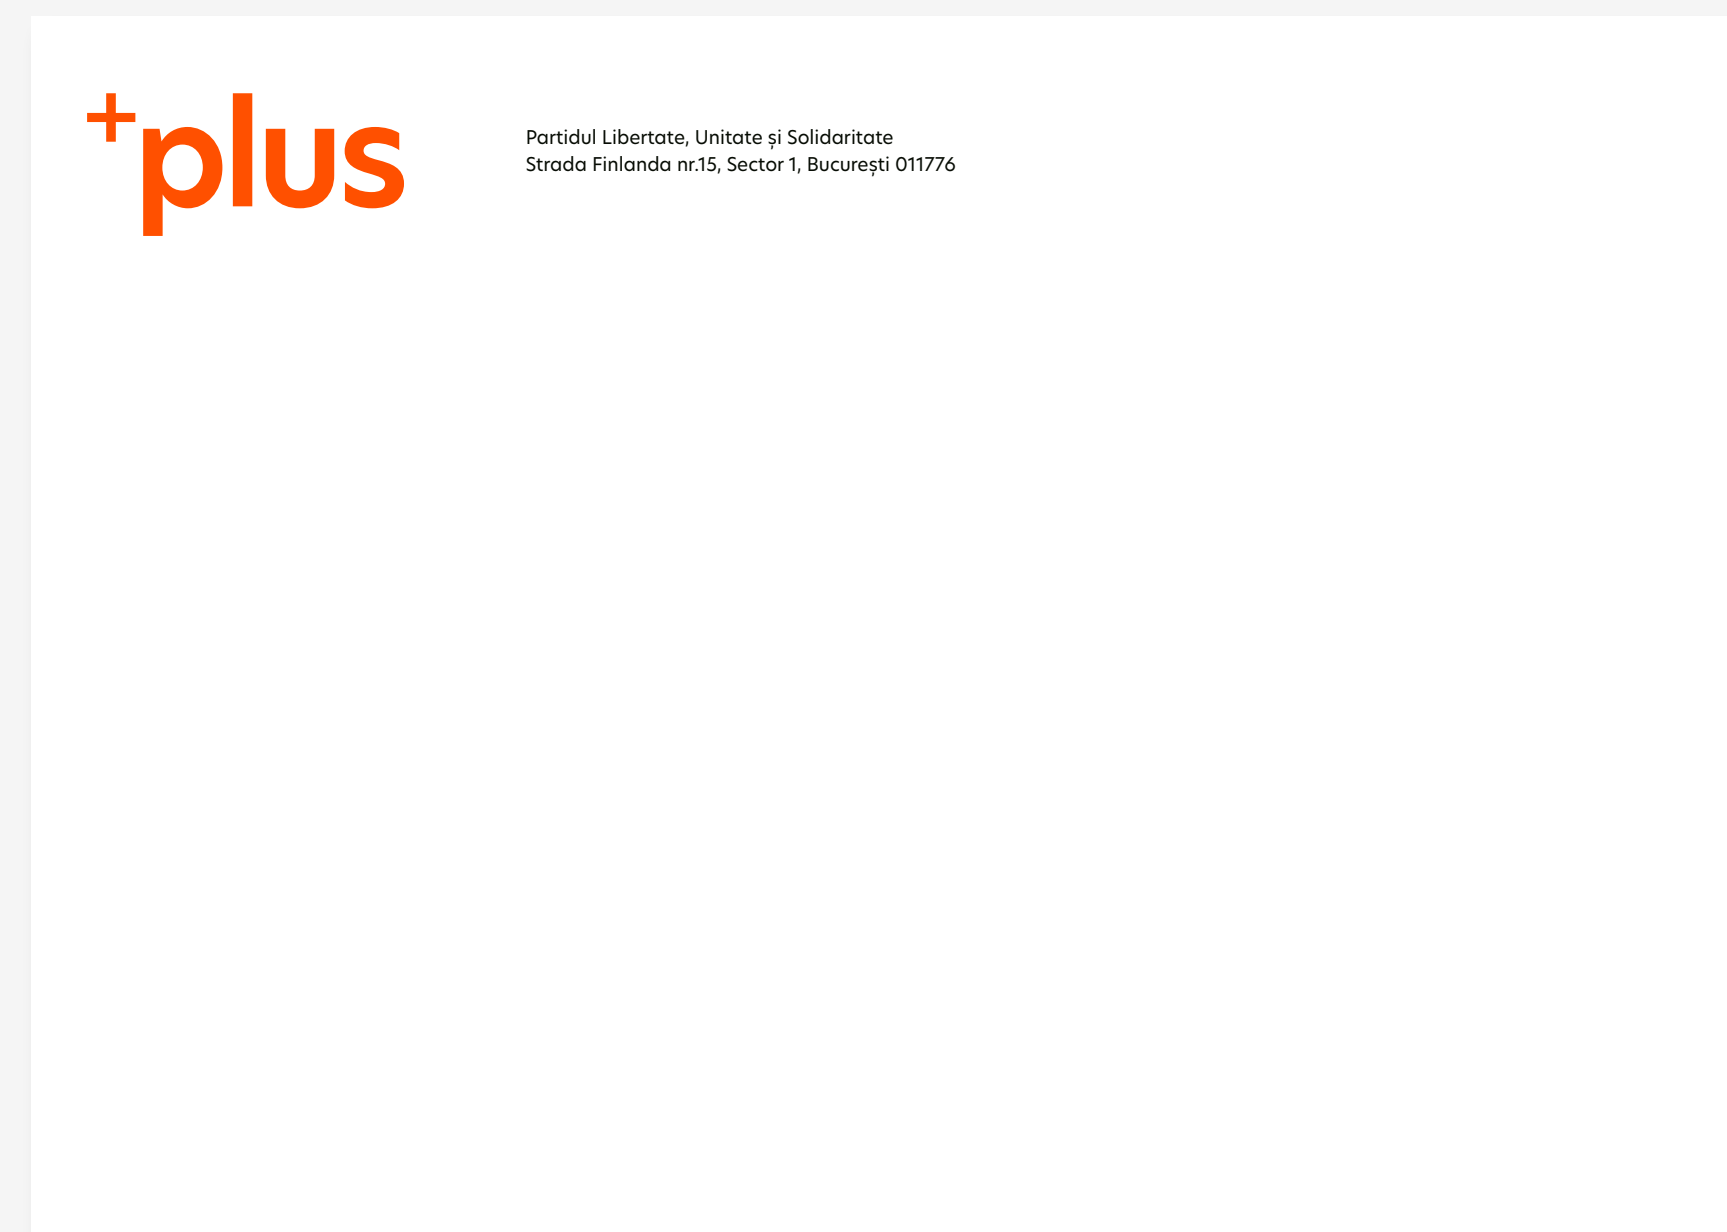 +plus
Partidul Libertate, Unitate și Solidaritate
Strada Finlanda nr.15, Sector 1, București 011776